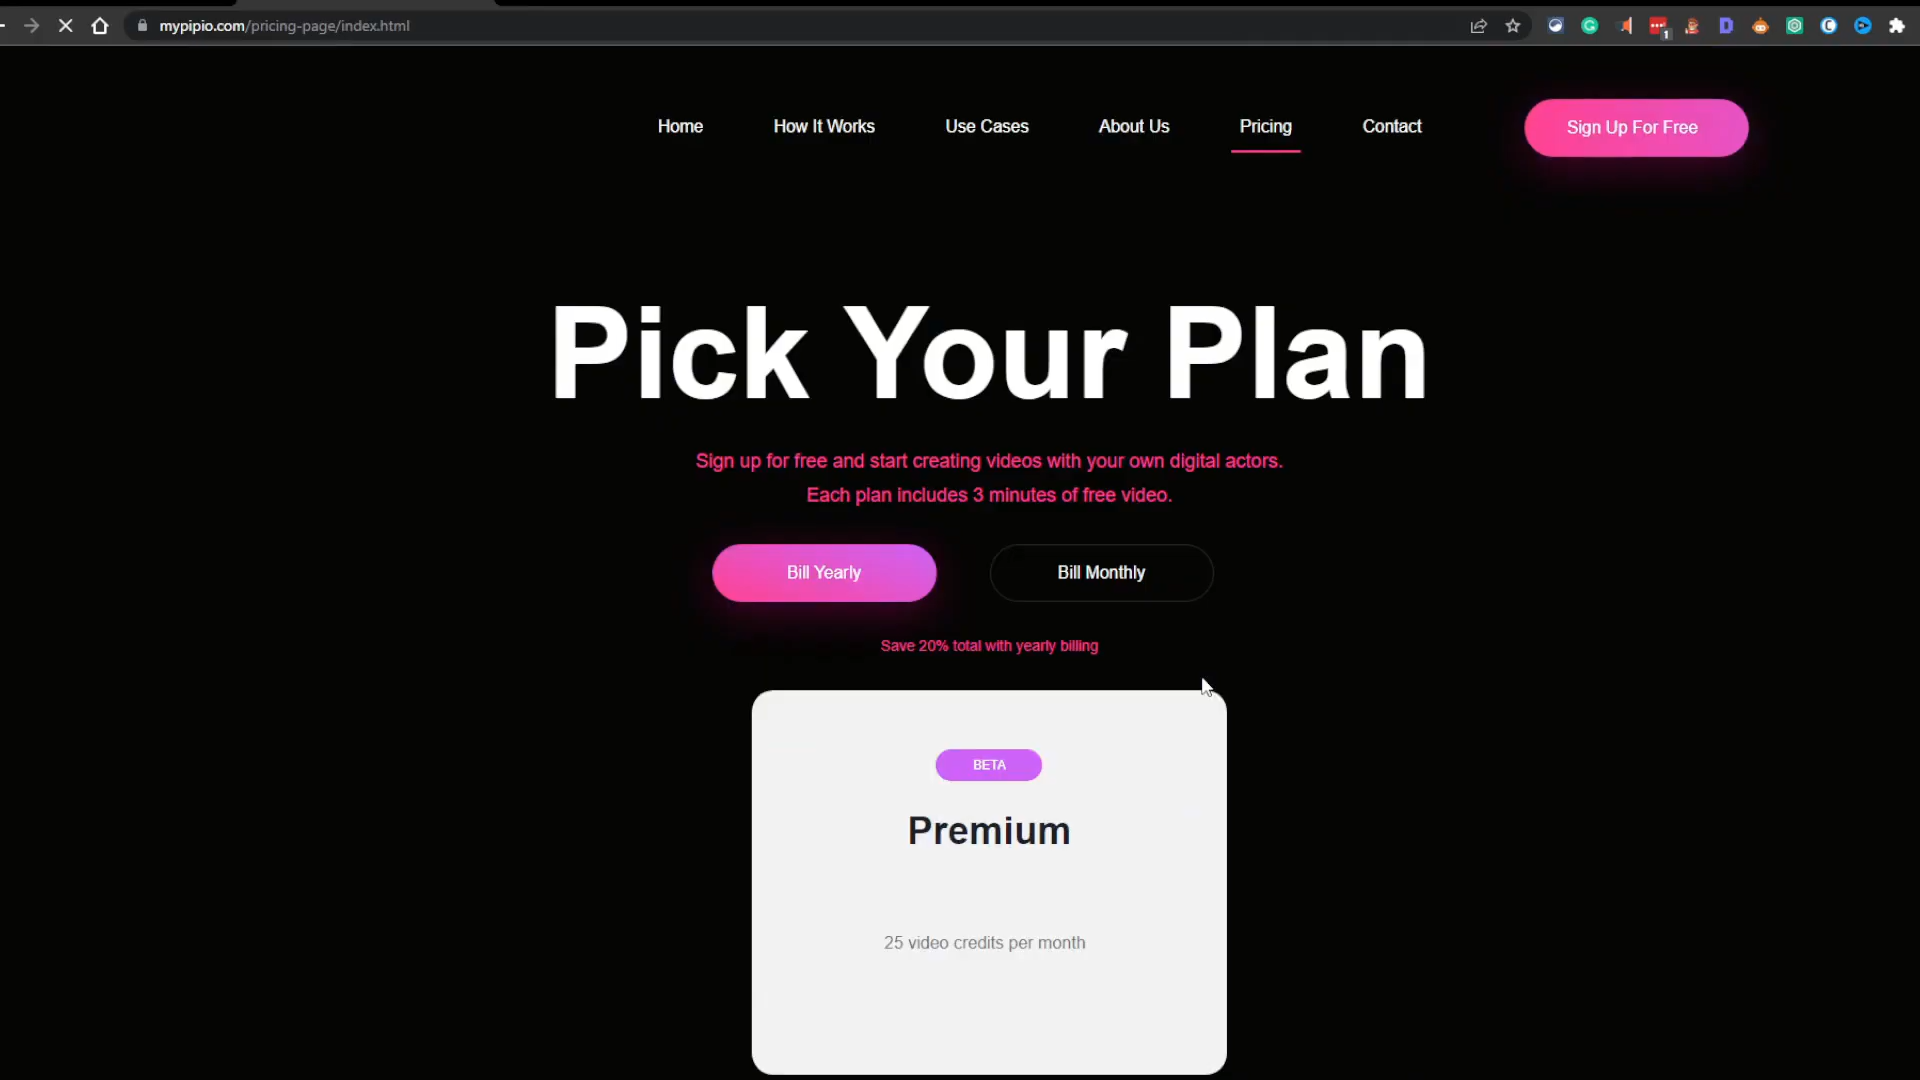 mypipio.com/pricing-page/index.html
1
Home
How It Works
Use Cases
About Us
Pricing
Contact
Sign Up For Free
Pick Your Plan
Sign up for free and start creating videos with your own digital actors.
Each plan includes 3 minutes of free video.
Bill Yearly
Bill Monthly
Save 20% total with yearly billing
BETA
Premium
25 video credits per month